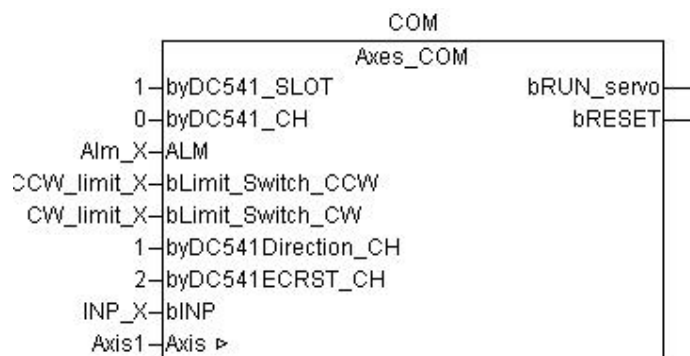 COM
Axes_COM
1 byDC541_SLOT bRUN_servo
0 byDC541_CH bRESET
Alm_X ALM
CCW_limit_X bLimit_Switch_CCW
CW_limit_X bLimit_Switch_CW
1 byDC541Direction_CH
2 byDC541ECRST_CH
INP_X bINP
Axis1 Axis ▷